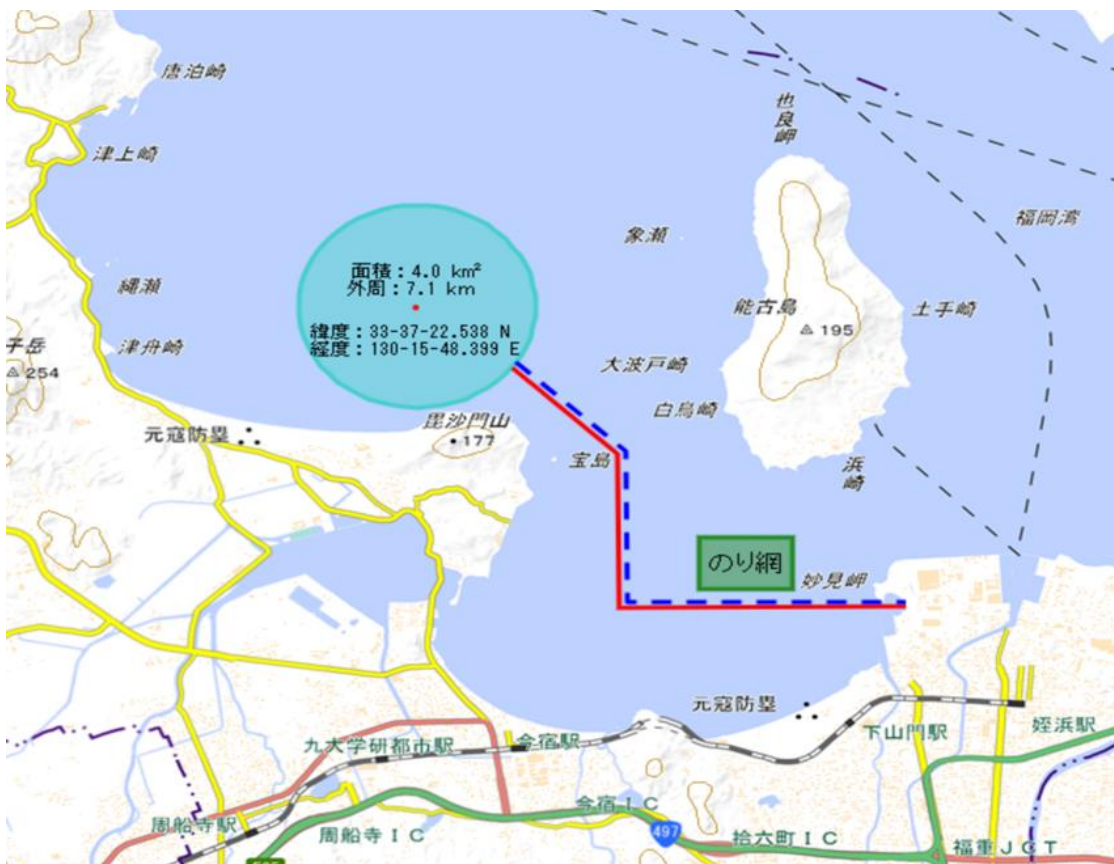 唐泊崎
也良岬
津上崎
福岡湾
象瀬
面積：4.0 km²
外周：7.1 km
緯度：33-37-22.538 N
経度：130-15-48.399 E
縄瀬
能古島
土手崎
195
津舟崎
子岳
254
大波戸崎
白鳥崎
毘沙門山
177
元寇防塁
宝島
浜崎
のり網
妙見岬
元寇防塁
下山門駅
姪浜駅
九大学研都市駅
今宿駅
周船寺駅
周船寺IC
今宿IC
497
拾六町IC
福重JCT